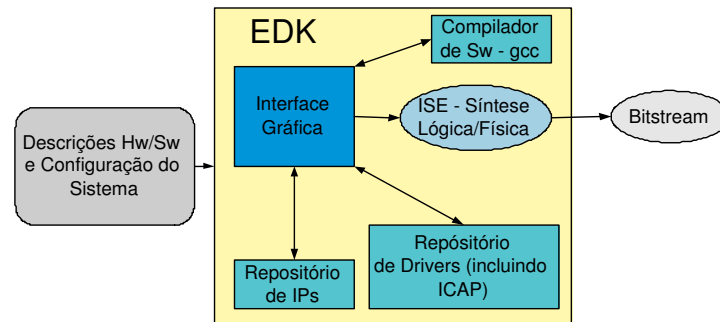 EDK
Compilador
de Sw - gcc
Interface
Gráfica
ISE - Síntese
Lógica/Física
Bitstream
Descrições Hw/Sw
e Configuração do
Sistema
Repositório
de IPs
Repósitório
de Drivers (incluindo
ICAP)